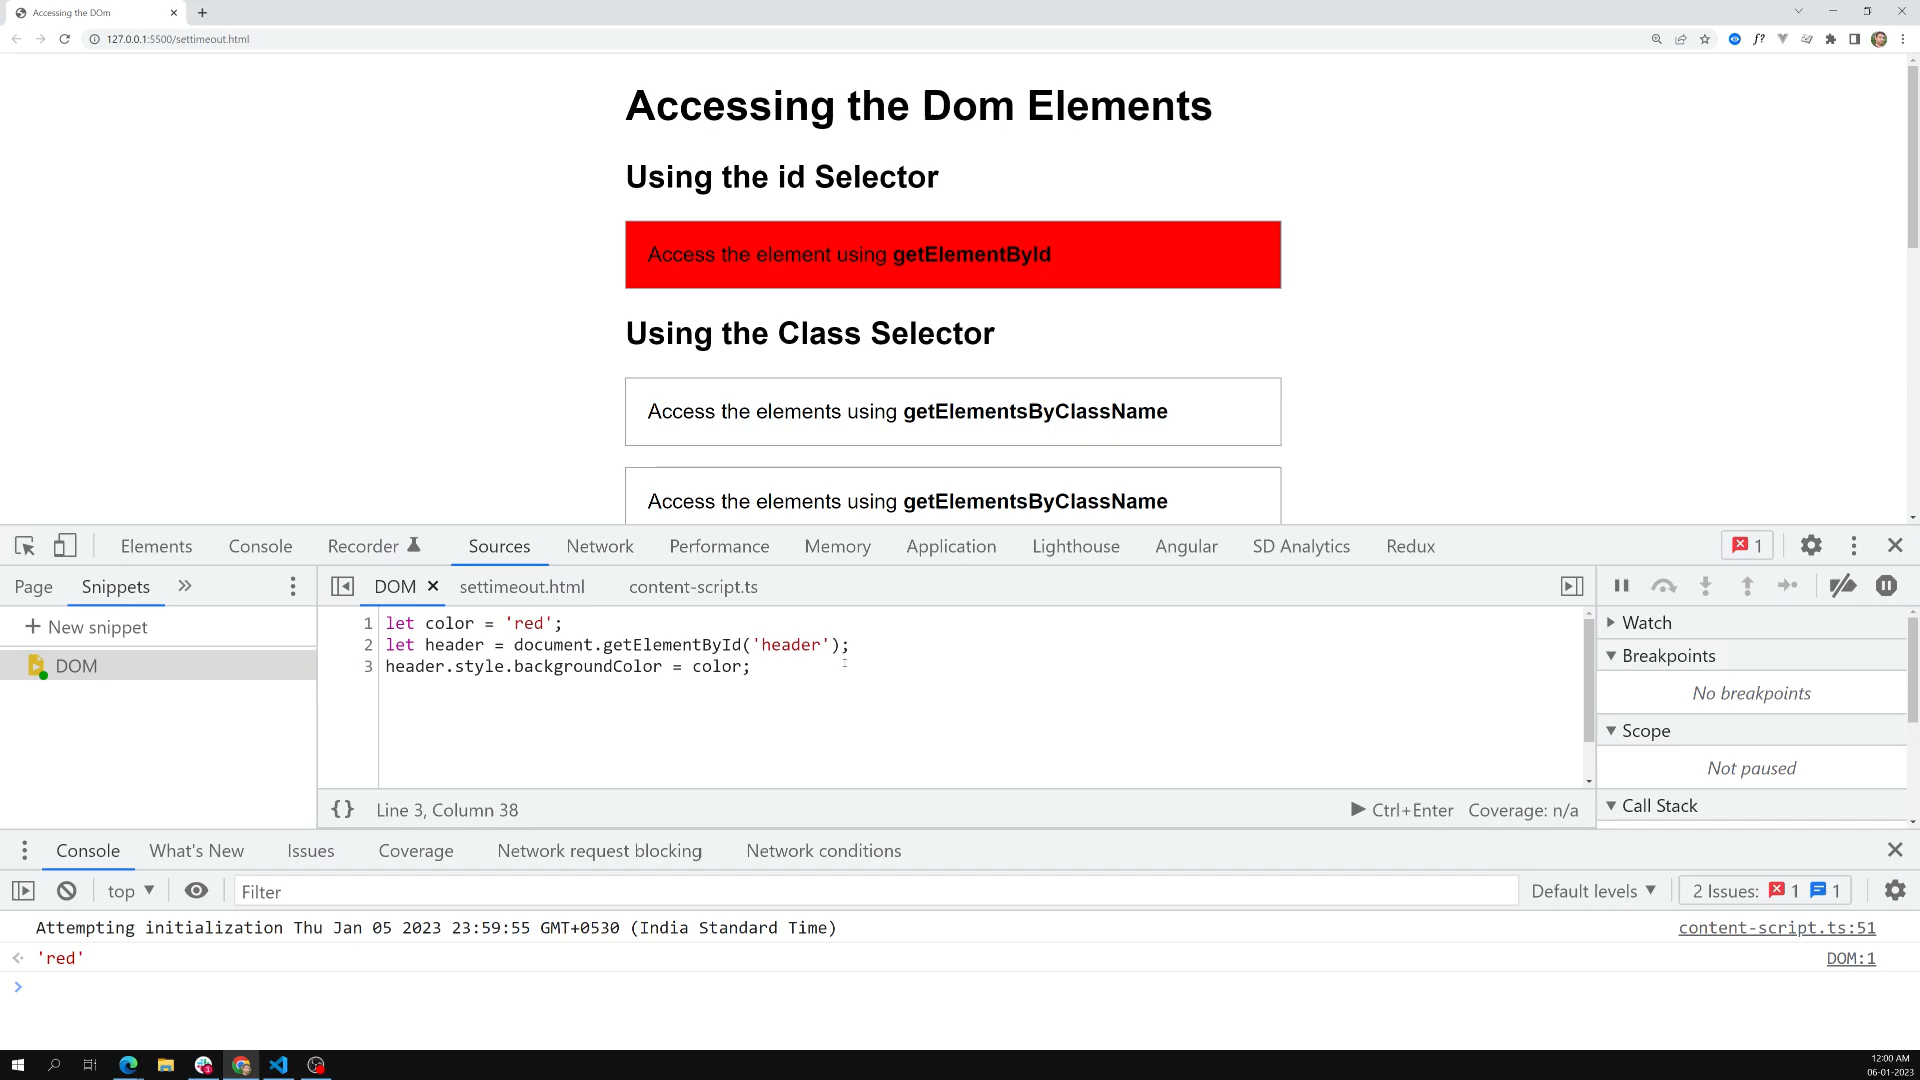 Accessing the DOm
127.0.0.1:5500/settimeout.html
f?
Accessing the Dom Elements
Using the id Selector
Access the element using getElementById
Using the Class Selector
Access the elements using getElementsByClassName
Access the elements using getElementsByClassName
Elements Console Recorder Sources Network Performance Memory Application Lighthouse Angular SD Analytics Redux 1
Page Snippets DOM settimeout.html content-script.ts
New snippet
DOM
1 let color = 'red';
2 let header = document.getElementById('header');
3 header.style.backgroundColor = color;
Watch
Breakpoints
No breakpoints
Scope
Not paused
Call Stack
{} Line 3, Column 38 Ctrl+Enter Coverage: n/a
Console What's New Issues Coverage Network request blocking Network conditions
top Filter Default levels 2 Issues: 1 1
Attempting initialization Thu Jan 05 2023 23:59:55 GMT+0530 (India Standard Time) content-script.ts:51
'red' DOM:1
12:00 AM
06-01-2023